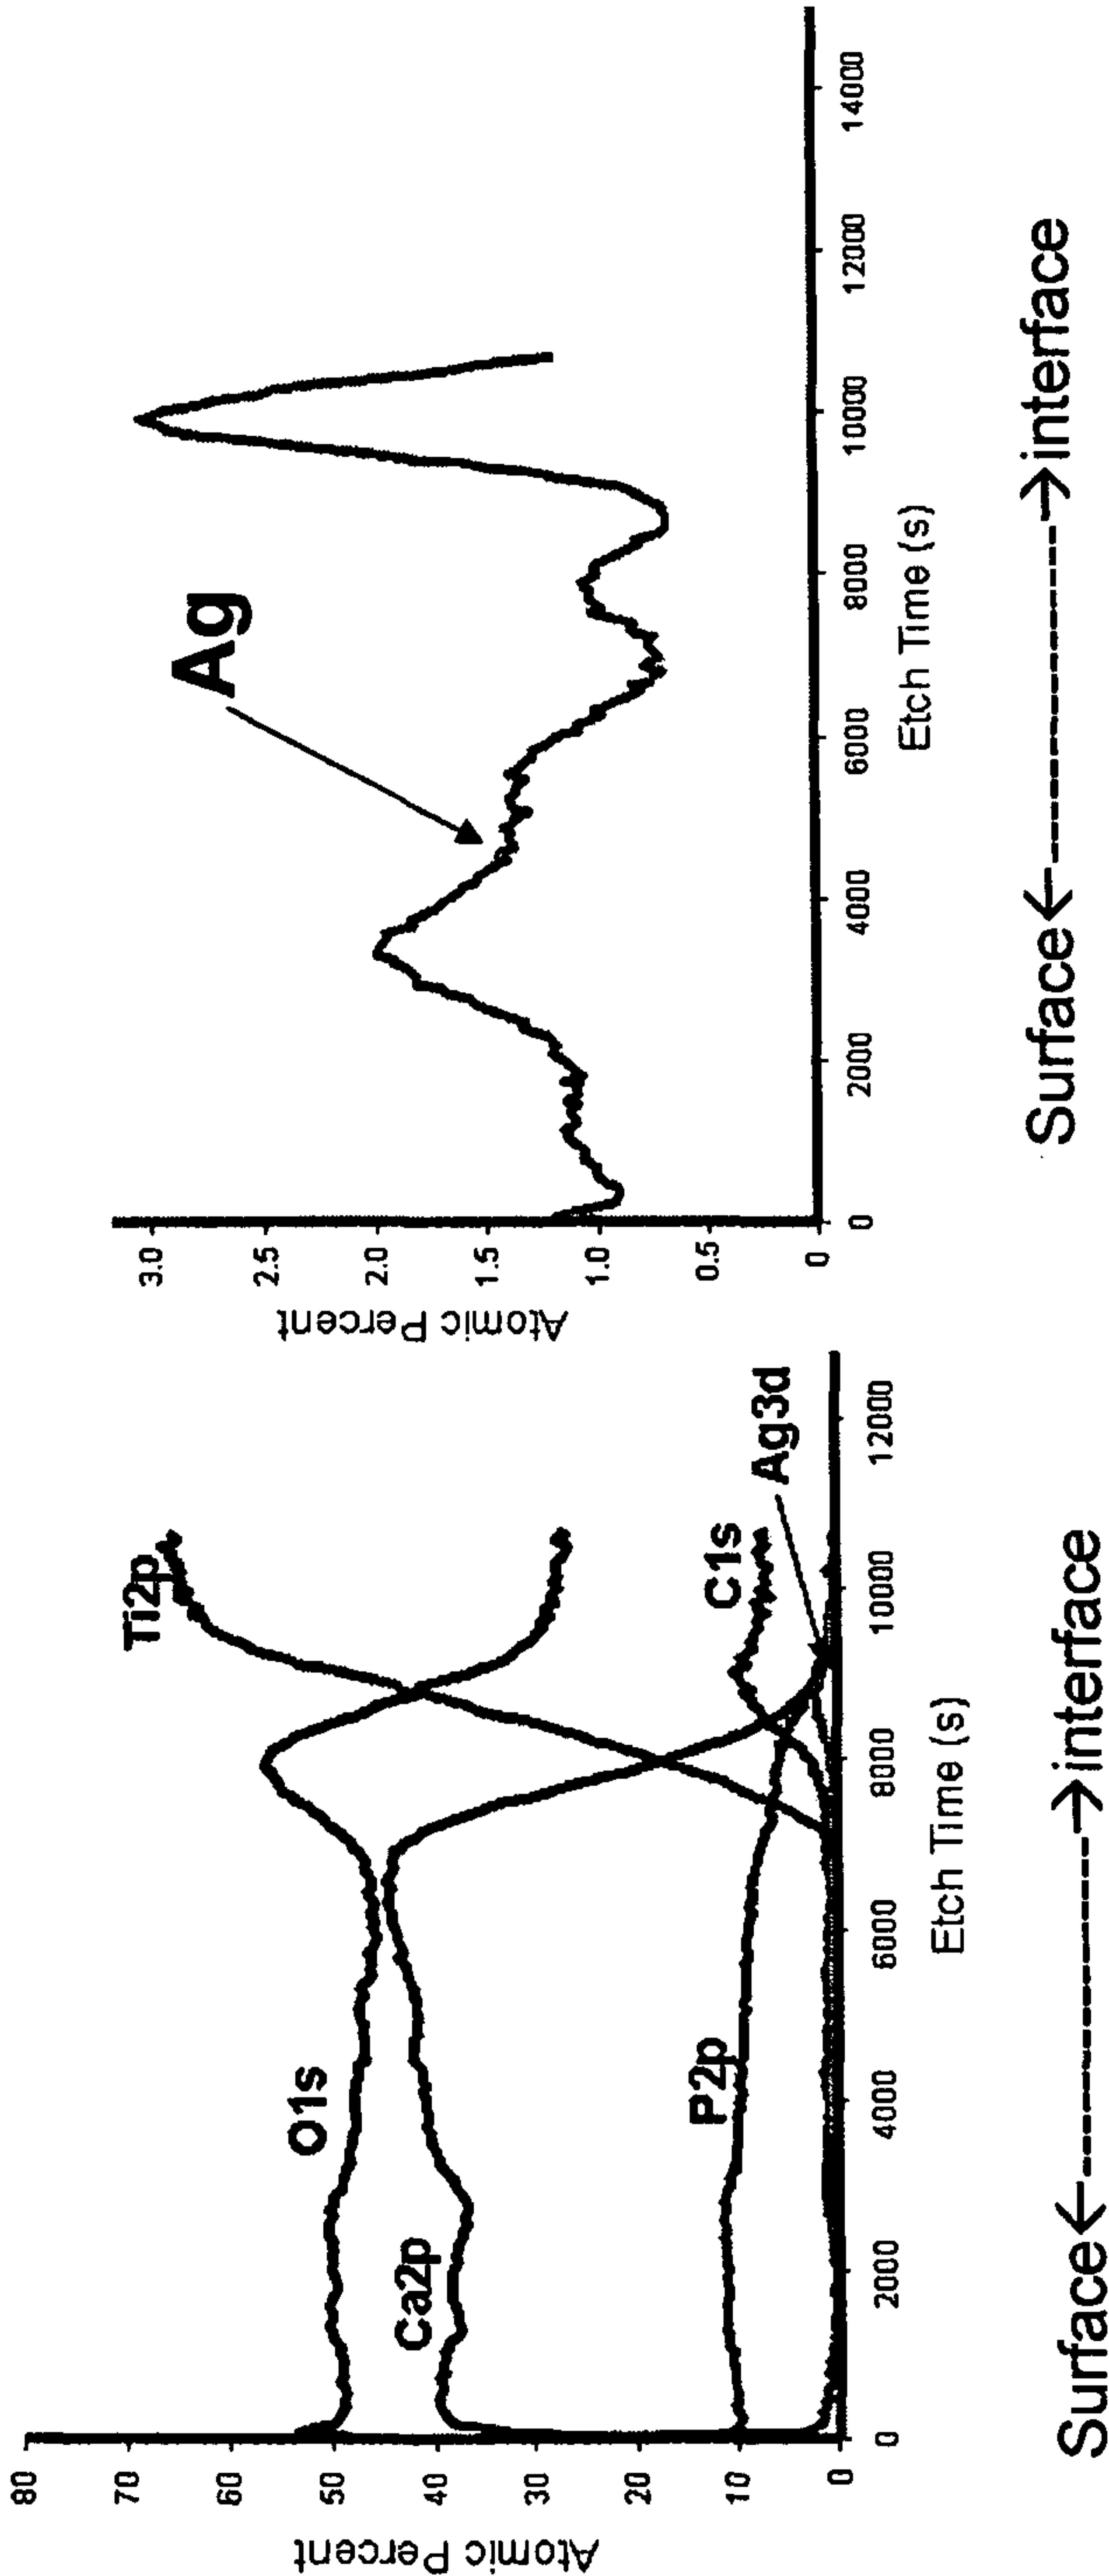 Atomic Percent
80
70
60
50
40
30
20
10
0
O1s
Ca2p
P2p
Ti2p
C1s
Ag3d
0 2000 4000 6000 8000 10000 12000
Etch Time (s)
Surface<------------->interface
Atomic Percent
3.0
2.5
2.0
1.5
1.0
0.5
0
Ag
0 2000 4000 6000 8000 10000 12000 14000
Etch Time (s)
Surface<------------->interface